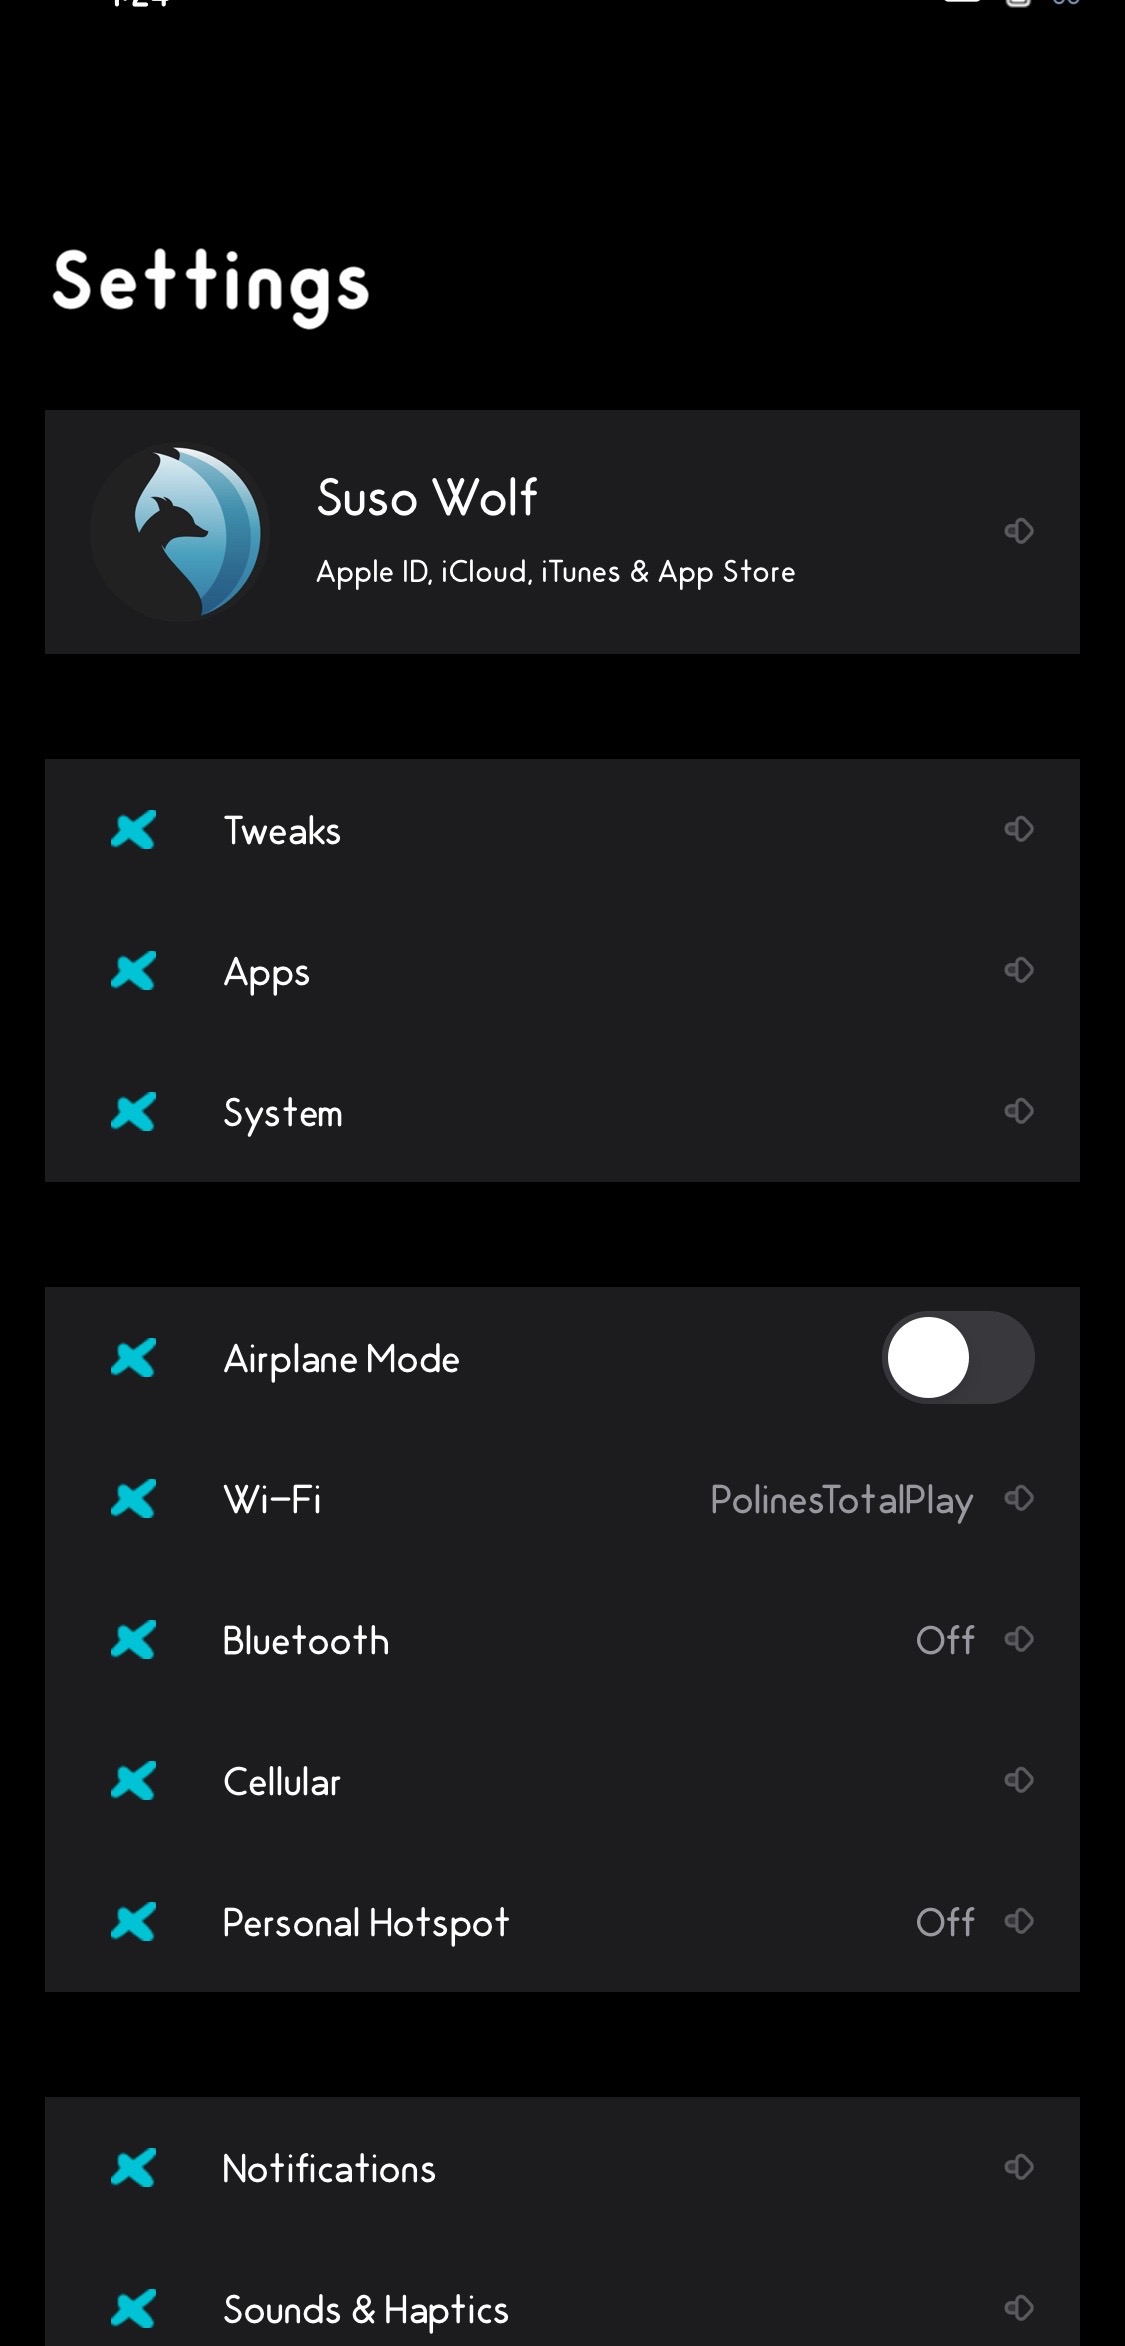 Settings
Suso Wolf
Apple ID, iCloud, iTunes & App Store
Tweaks
Apps
System
Airplane Mode
Wi-Fi PolinesTotalPlay
Bluetooth Off
Cellular
Personal Hotspot Off
Notifications
Sounds & Haptics